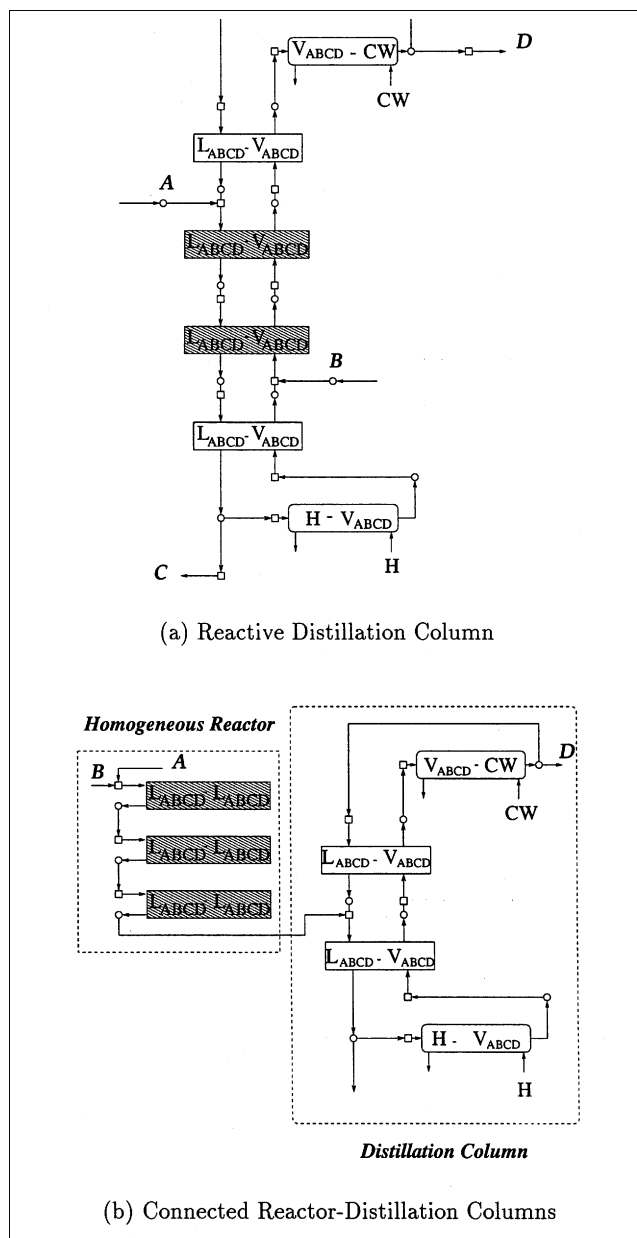 V_ABCD - CW
D
CW
L_ABCD - V_ABCD
A
L_ABCD - V_ABCD
L_ABCD - V_ABCD
B
L_ABCD - V_ABCD
H - V_ABCD
C
H
(a) Reactive Distillation Column
Homogeneous Reactor
B
A
L_ABCD - L_ABCD
L_ABCD - L_ABCD
L_ABCD - L_ABCD
V_ABCD - CW
D
CW
L_ABCD - V_ABCD
L_ABCD - V_ABCD
H - V_ABCD
H
Distillation Column
(b) Connected Reactor-Distillation Columns